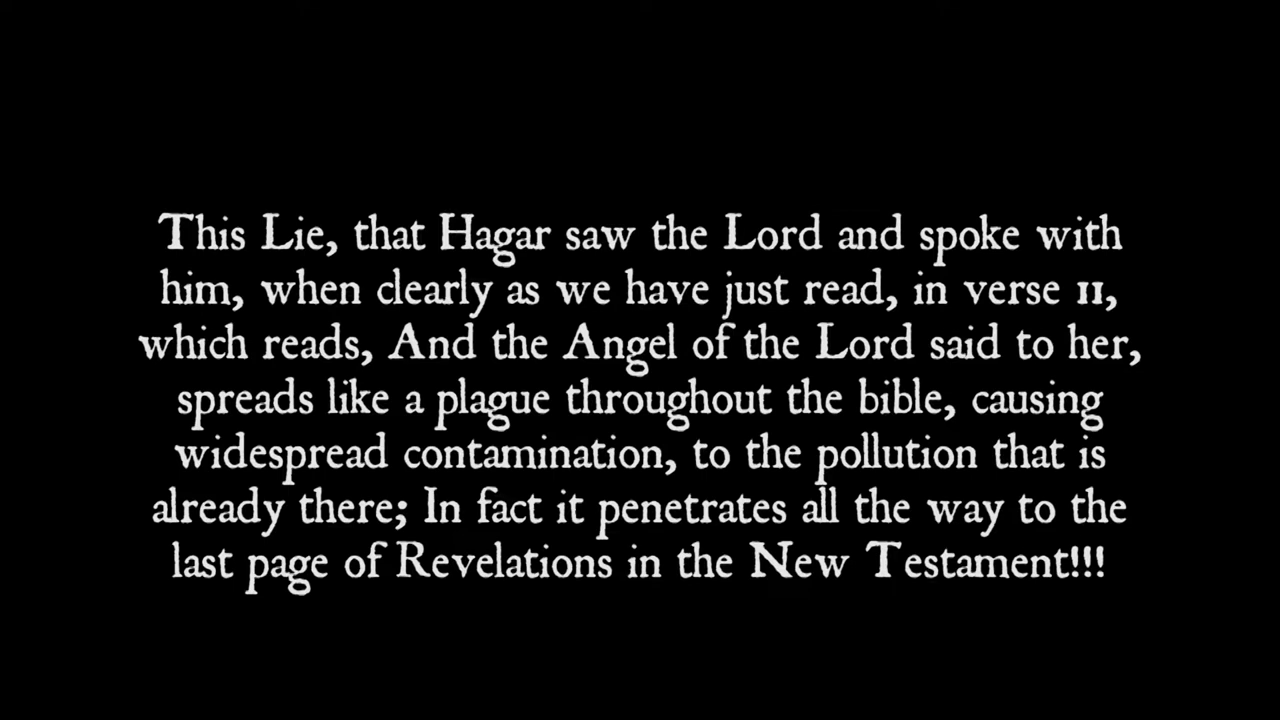 This Lie, that Hagar saw the Lord and spoke with
him, when clearly as we have just read, in verse 11,
which reads, And the Angel of the Lord said to her,
spreads like a plague throughout the bible, causing
widespread contamination, to the pollution that is
already there; In fact it penetrates all the way to the
last page of Revelations in the New Testament!!!